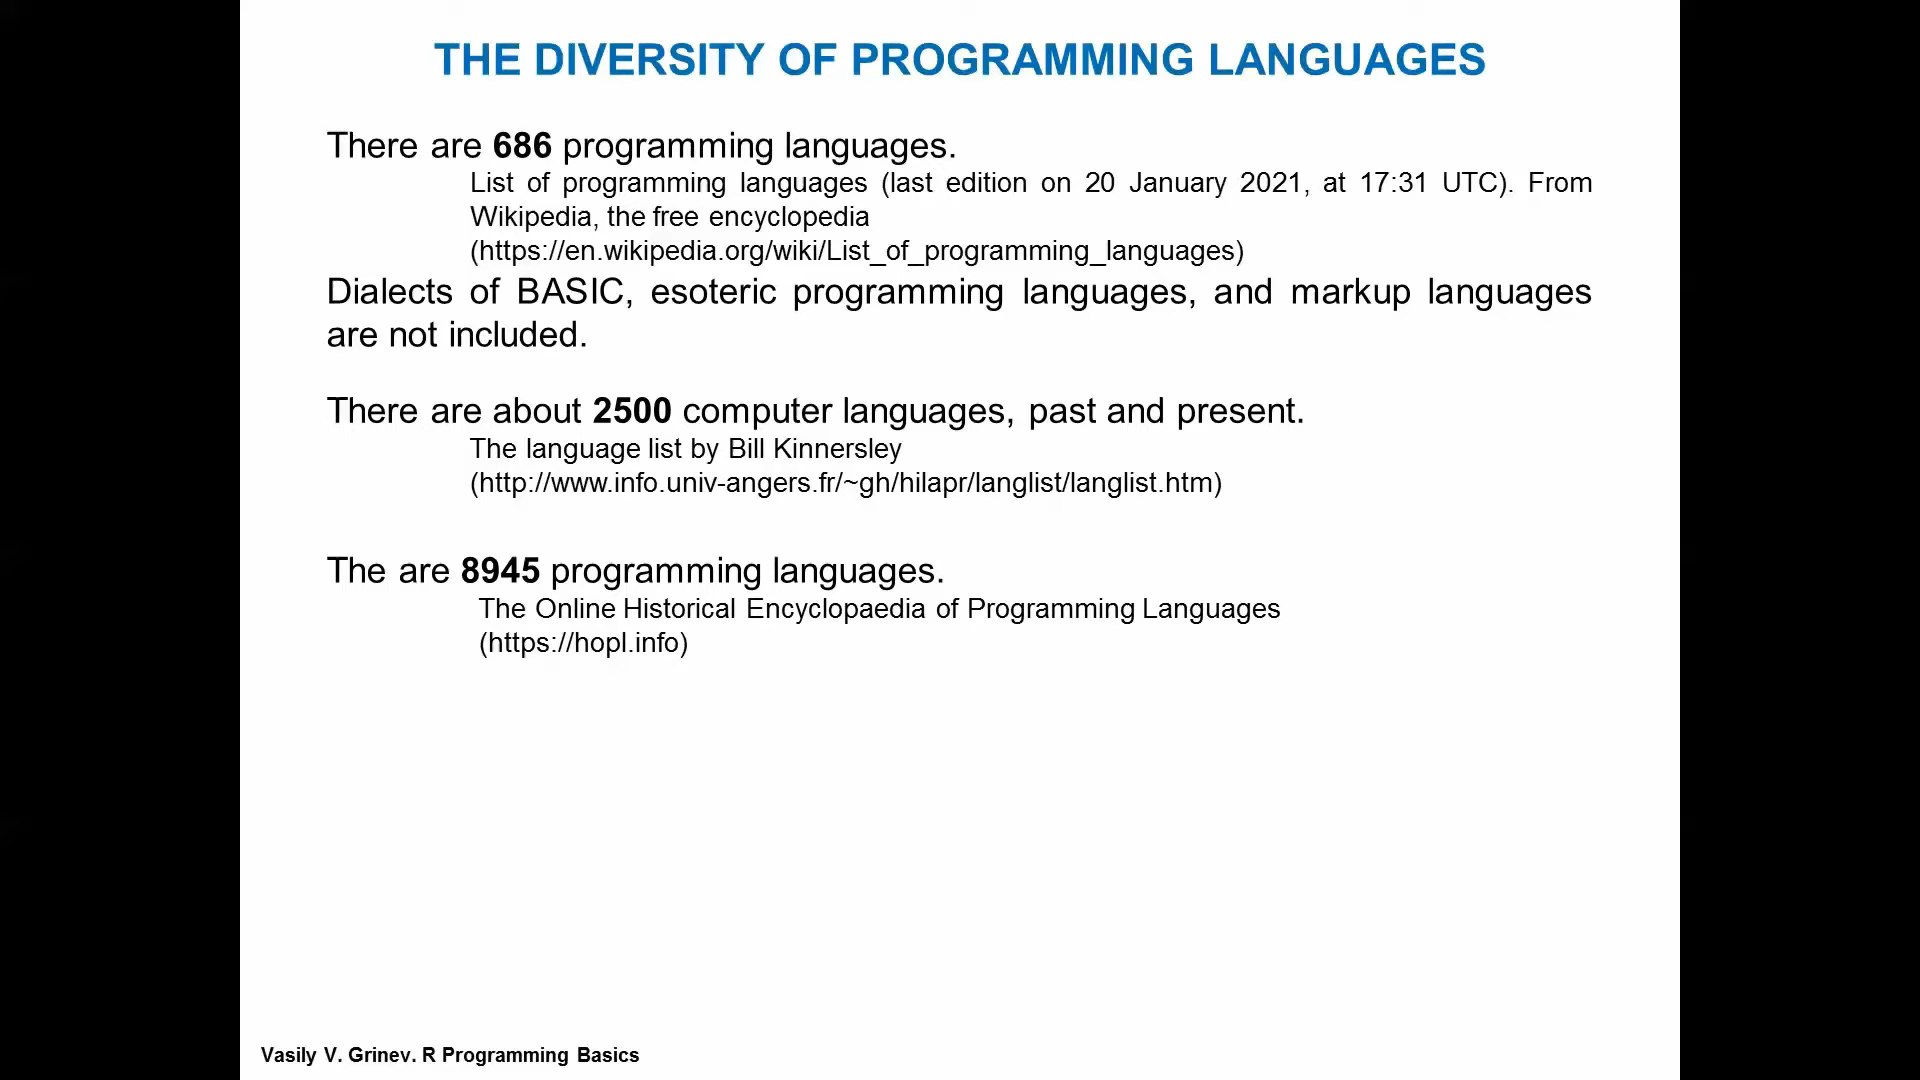 THE DIVERSITY OF PROGRAMMING LANGUAGES
There are 686 programming languages.
List of programming languages (last edition on 20 January 2021, at 17:31 UTC). From
Wikipedia, the free encyclopedia
(https://en.wikipedia.org/wiki/List_of_programming_languages)
Dialects of BASIC, esoteric programming languages, and markup languages
are not included.
There are about 2500 computer languages, past and present.
The language list by Bill Kinnersley
(http://www.info.univ-angers.fr/~gh/hilapr/langlist/langlist.htm)
The are 8945 programming languages.
The Online Historical Encyclopaedia of Programming Languages
(https://hopl.info)
Vasily V. Grinev. R Programming Basics